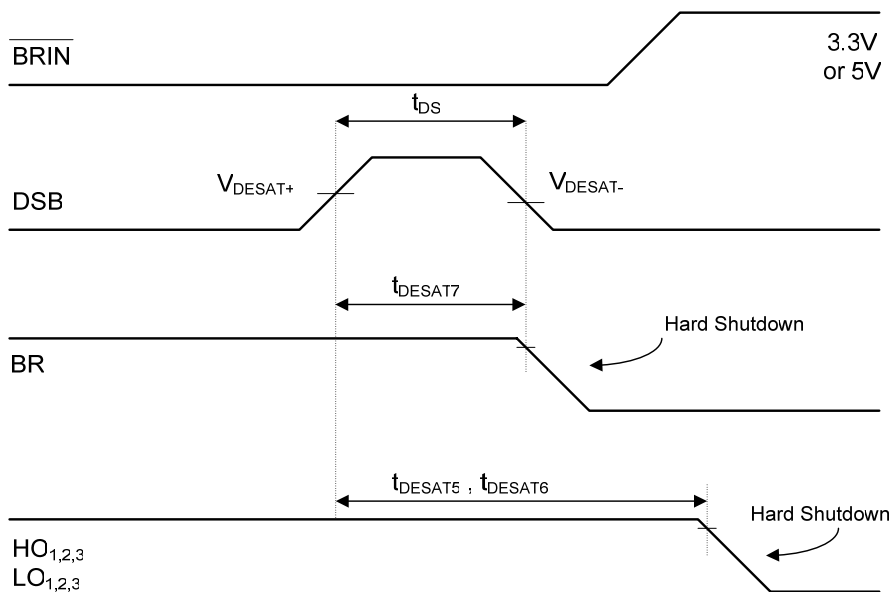 BRIN
3.3V
or 5V
tDS
VDESAT+
VDESAT-
DSB
tDESAT7
Hard Shutdown
BR
tDESAT5 , tDESAT6
Hard Shutdown
HO1,2,3
LO1,2,3